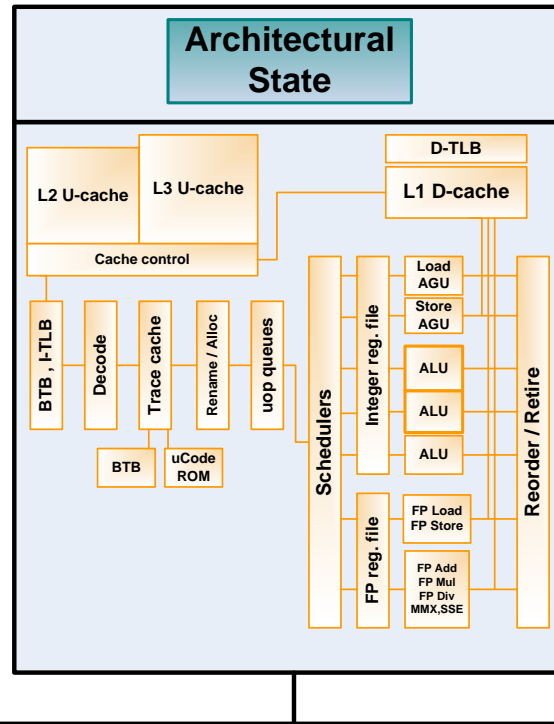 Architectural
State
D-TLB
L2 U-cache
L3 U-cache
L1 D-cache
Cache control
BTB , I-TLB
Decode
Trace cache
Rename / Alloc
uop queues
BTB
uCode
ROM
Schedulers
Integer reg. file
FP reg. file
Load
AGU
Store
AGU
ALU
ALU
ALU
FP Load
FP Store
FP Add
FP Mul
FP Div
MMX,SSE
Reorder / Retire